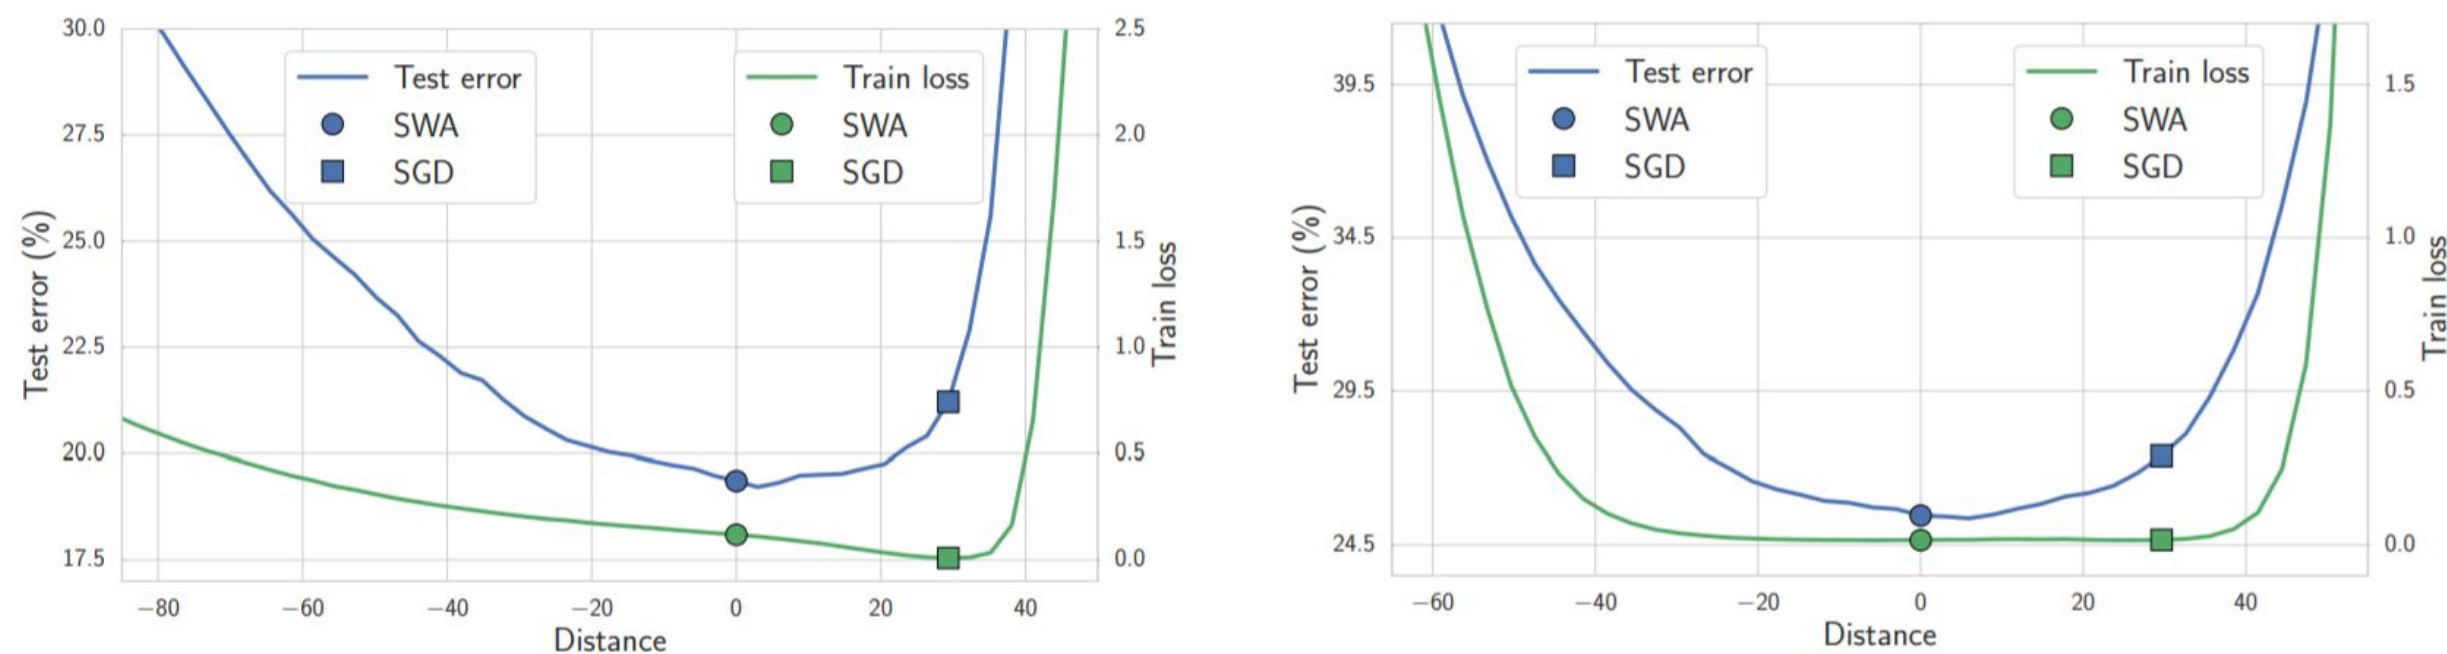 30.0
27.5
25.0
22.5
20.0
17.5
Test error (%)
Test error
SWA
SGD
Train loss
SWA
SGD
2.5
2.0
1.5
1.0
0.5
0.0
Train loss
−80 −60 −40 −20 0 20 40
Distance
39.5
34.5
29.5
24.5
Test error (%)
Test error
SWA
SGD
Train loss
SWA
SGD
1.5
1.0
0.5
0.0
Train loss
−60 −40 −20 0 20 40
Distance